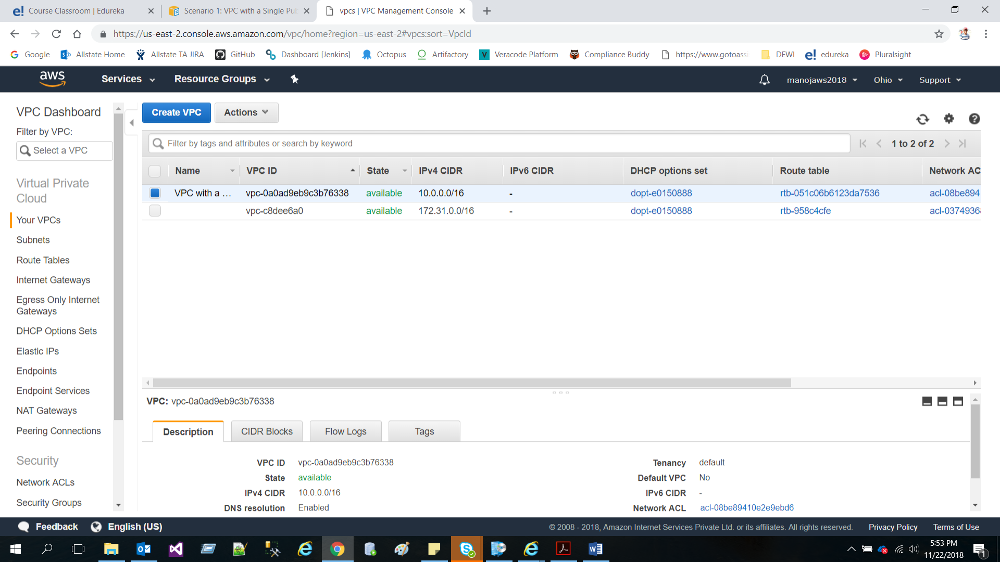 Course Classroom | Edureka
Scenario 1: VPC with a Single Pub
vpcs | VPC Management Console
https://us-east-2.console.aws.amazon.com/vpc/home?region=us-east-2#vpcs:sort=VpcId
Google
Allstate Home
Allstate TA JIRA
GitHub
Dashboard [Jenkins]
Octopus
Artifactory
Veracode Platform
Compliance Buddy
https://www.gotoassi
DEWI
edureka
Pluralsight
aws
Services
Resource Groups
manojaws2018
Ohio
Support
VPC Dashboard
Filter by VPC:
Select a VPC
Virtual Private
Cloud
Your VPCs
Subnets
Route Tables
Internet Gateways
Egress Only Internet
Gateways
DHCP Options Sets
Elastic IPs
Endpoints
Endpoint Services
NAT Gateways
Peering Connections
Security
Network ACLs
Security Groups
Create VPC
Actions
Filter by tags and attributes or search by keyword
1 to 2 of 2
Name VPC ID State IPv4 CIDR IPv6 CIDR DHCP options set Route table Network AC
VPC with a ... vpc-0a0ad9eb9c3b76338 available 10.0.0.0/16 - dopt-e0150888 rtb-051c06b6123da7536 acl-08be894
vpc-c8dee6a0 available 172.31.0.0/16 - dopt-e0150888 rtb-958c4cfe acl-0374936
VPC: vpc-0a0ad9eb9c3b76338
Description
CIDR Blocks
Flow Logs
Tags
VPC ID vpc-0a0ad9eb9c3b76338
State available
IPv4 CIDR 10.0.0.0/16
DNS resolution Enabled
Tenancy default
Default VPC No
IPv6 CIDR -
Network ACL acl-08be89410e2e9ebd6
Feedback
English (US)
© 2008 - 2018, Amazon Internet Services Private Ltd. or its affiliates. All rights reserved.
Privacy Policy
Terms of Use
5:53 PM
11/22/2018
1